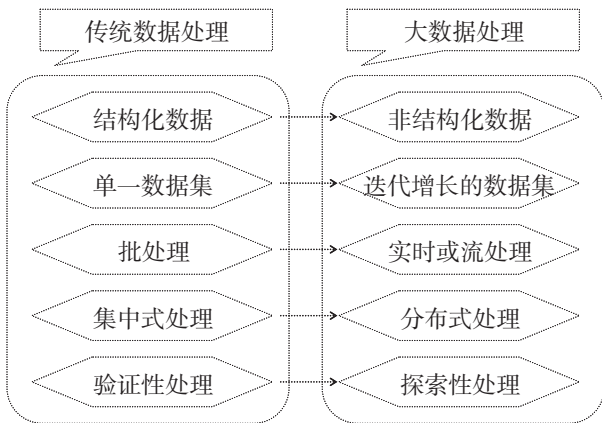 传统数据处理
大数据处理
结构化数据
非结构化数据
单一数据集
迭代增长的数据集
批处理
实时或流处理
集中式处理
分布式处理
验证性处理
探索性处理